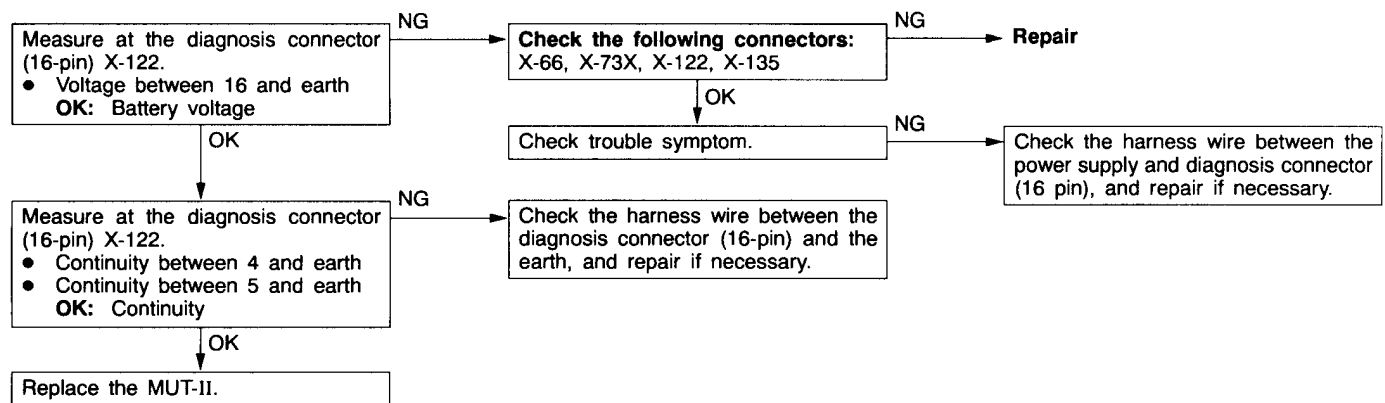 Measure at the diagnosis connector
(16-pin) X-122.
● Voltage between 16 and earth
OK: Battery voltage
NG
Check the following connectors:
X-66, X-73X, X-122, X-135
NG
Repair
OK
Check trouble symptom.
NG
Check the harness wire between the
power supply and diagnosis connector
(16 pin), and repair if necessary.
OK
Measure at the diagnosis connector
(16-pin) X-122.
● Continuity between 4 and earth
● Continuity between 5 and earth
OK: Continuity
NG
Check the harness wire between the
diagnosis connector (16-pin) and the
earth, and repair if necessary.
OK
Replace the MUT-II.